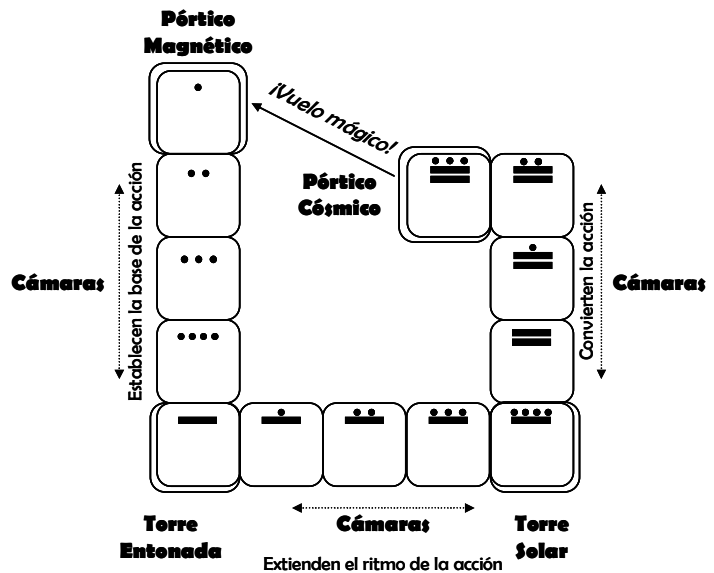 Pórtico
Magnético
¡Vuelo mágico!
Pórtico
Cósmico
Establecen la base de la acción
Cámaras
Convierten la acción
Cámaras
Torre
Entonada
Cámaras
Torre
Solar
Extienden el ritmo de la acción